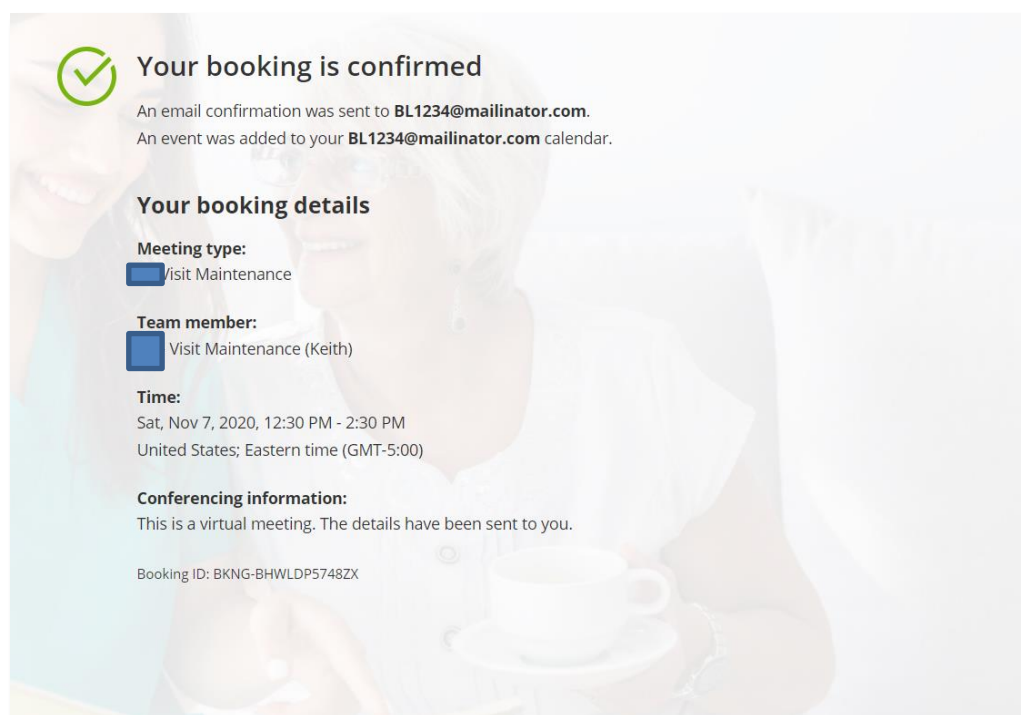 Your booking is confirmed
An email confirmation was sent to BL1234@mailinator.com.
An event was added to your BL1234@mailinator.com calendar.
Your booking details
Meeting type:
Visit Maintenance
Team member:
Visit Maintenance (Keith)
Time:
Sat, Nov 7, 2020, 12:30 PM - 2:30 PM
United States; Eastern time (GMT-5:00)
Conferencing information:
This is a virtual meeting. The details have been sent to you.
Booking ID: BKNG-BHWLDP5748ZX